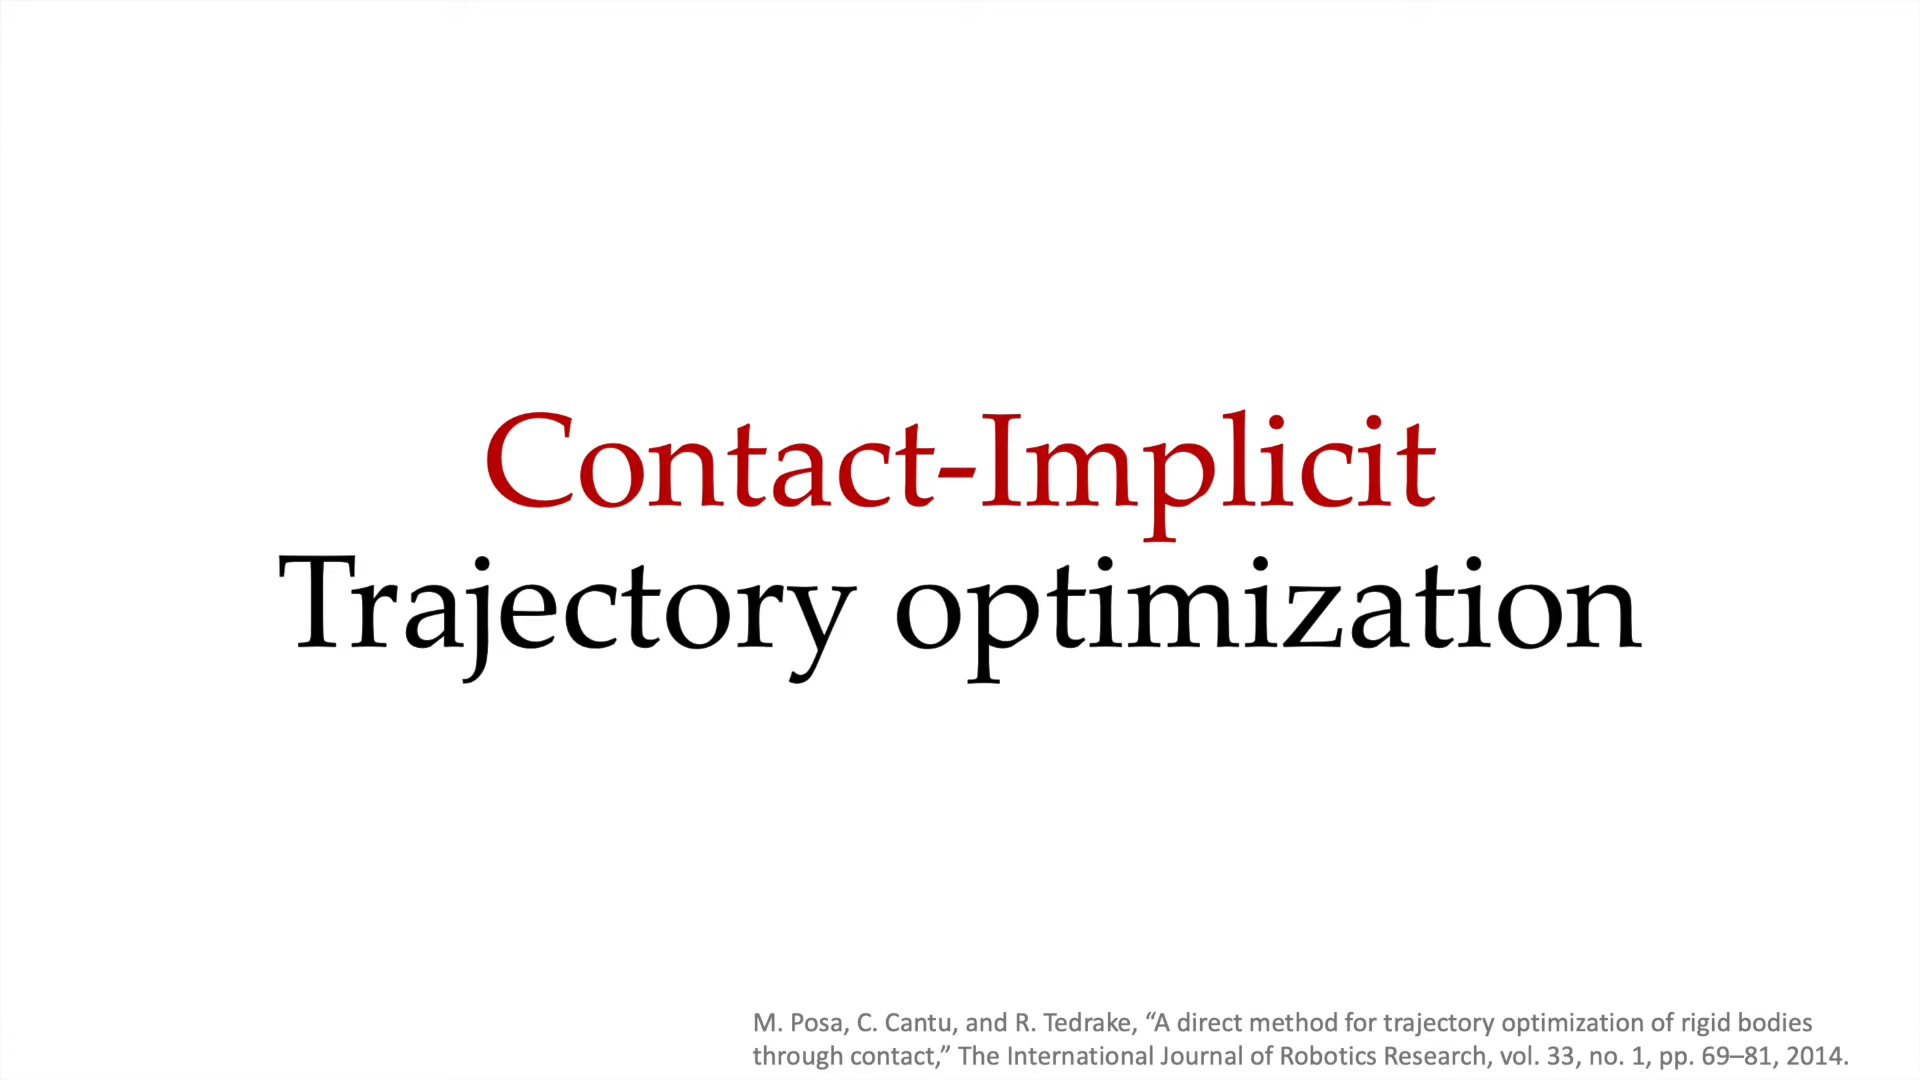 Contact-Implicit
Trajectory optimization
M. Posa, C. Cantu, and R. Tedrake, “A direct method for trajectory optimization of rigid bodies
through contact,” The International Journal of Robotics Research, vol. 33, no. 1, pp. 69–81, 2014.